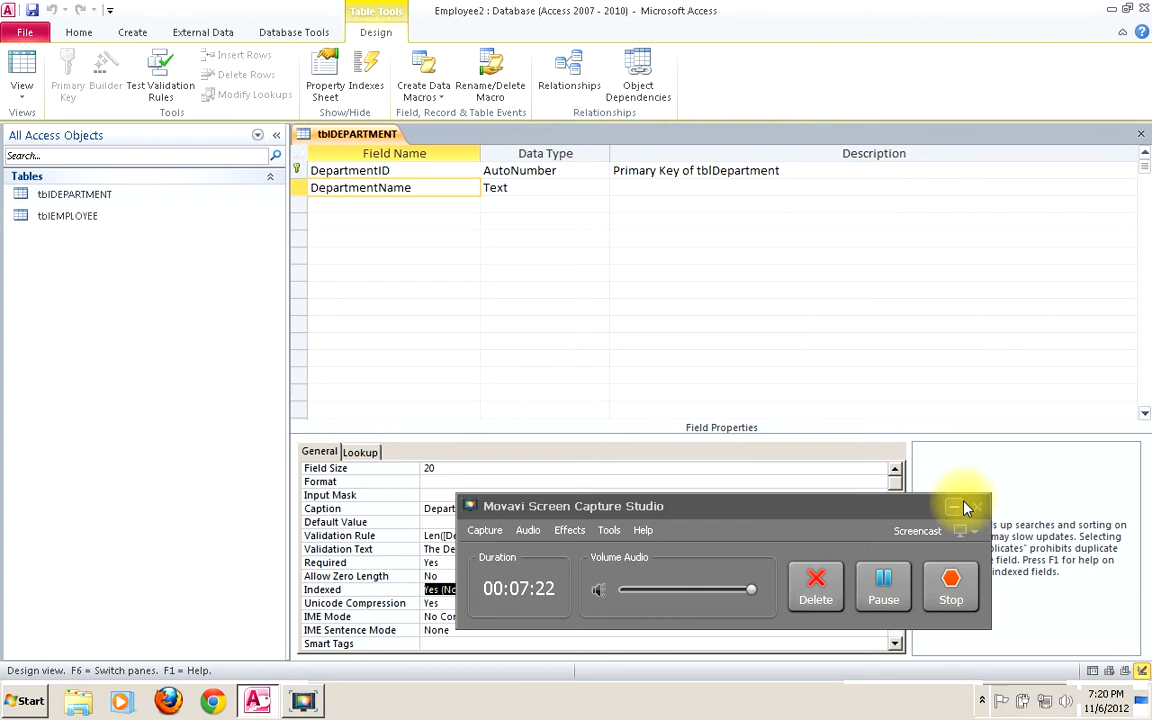 Table Tools
Employee2 : Database (Access 2007 - 2010) - Microsoft Access
File
Home
Create
External Data
Database Tools
Design
View
Primary Key
Builder
Test Validation Rules
Insert Rows
Delete Rows
Modify Lookups
Property Sheet
Indexes
Create Data Macros
Rename/Delete Macro
Relationships
Object Dependencies
Views
Tools
Show/Hide
Field, Record & Table Events
Relationships
All Access Objects
Search...
Tables
tblDEPARTMENT
tblEMPLOYEE
tblDEPARTMENT
Field Name Data Type Description
DepartmentID AutoNumber Primary Key of tblDepartment
DepartmentName Text
Field Properties
General Lookup
Field Size 20
Format
Input Mask
Caption Depart
Default Value
Validation Rule Len([D
Validation Text The De
Required Yes
Allow Zero Length No
Indexed Yes (No
Unicode Compression Yes
IME Mode No Con
IME Sentence Mode None
Smart Tags
s up searches and sorting on
may slow updates. Selecting
plicates" prohibits duplicate
e field. Press F1 for help on
indexed fields.
Movavi Screen Capture Studio
Capture Audio Effects Tools Help Screencast
Duration
00:07:22
Volume Audio
Delete
Pause
Stop
Design view. F6 = Switch panes. F1 = Help.
Start
7:20 PM
11/6/2012